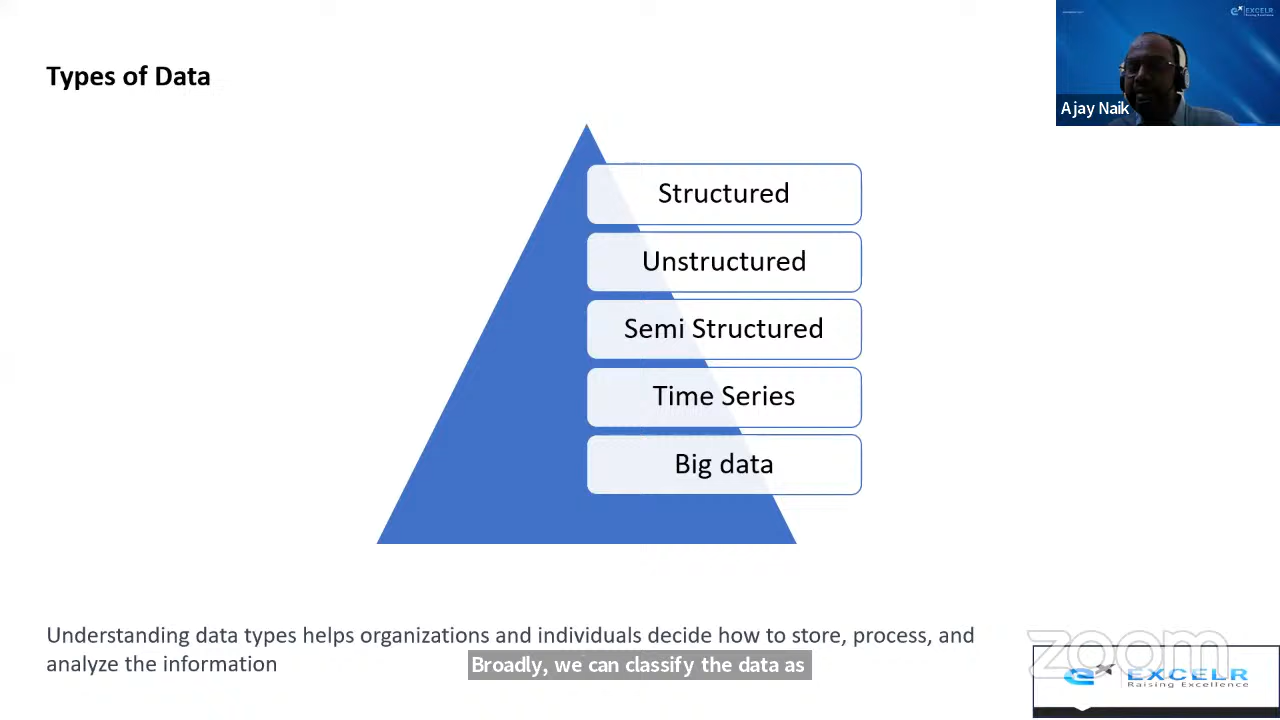 EXCELR
Raising Excellence
Ajay Naik
Types of Data
Structured
Unstructured
Semi Structured
Time Series
Big data
Understanding data types helps organizations and individuals decide how to store, process, and
analyze the information
Broadly, we can classify the data as
zoom
EXCELR
Raising Excellence